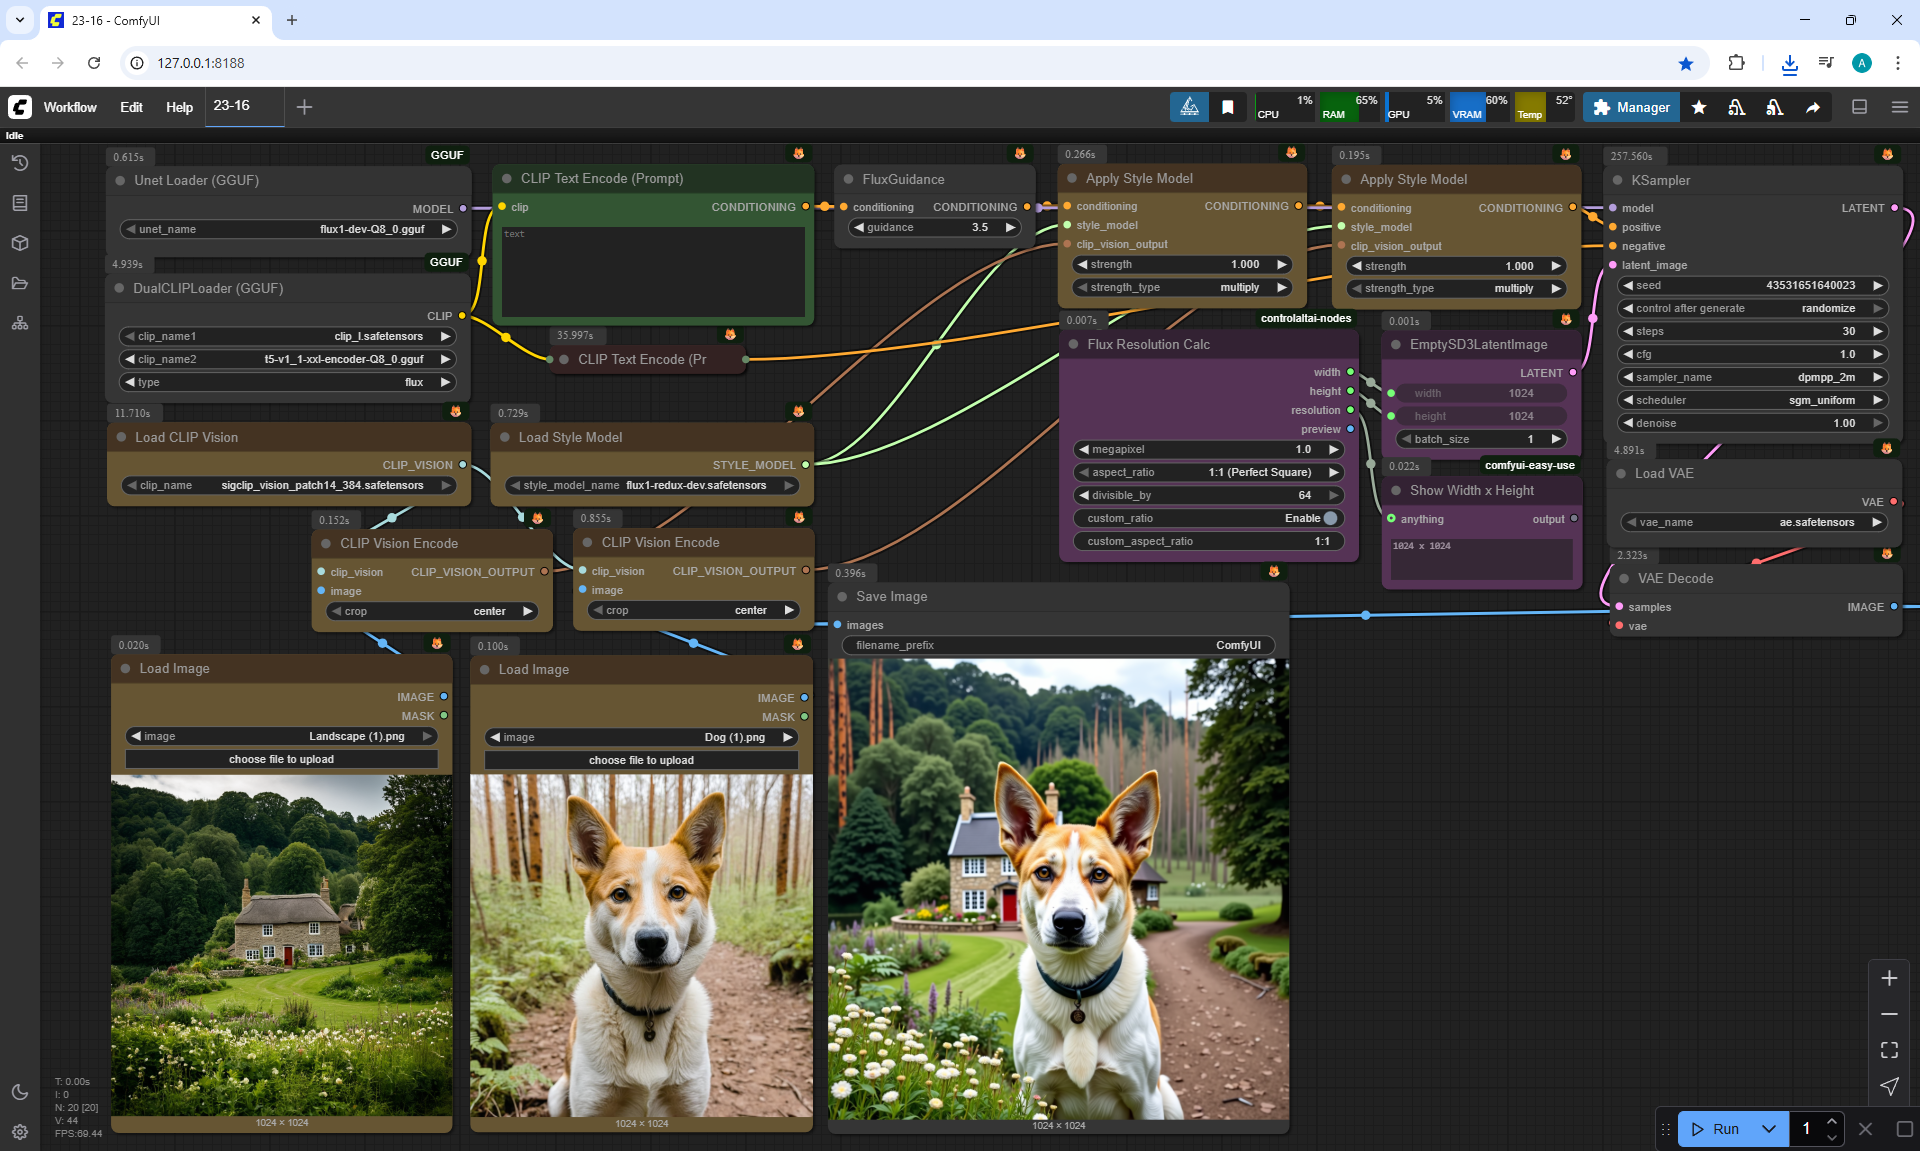 23-16 - ComfyUI
127.0.0.1:8188
A
Workflow
Edit
Help
23-16
CPU 1%
RAM 65%
GPU 5%
VRAM 60%
Temp 52°
Manager
Idle
0.615s
GGUF
Unet Loader (GGUF)
MODEL
unet_name
flux1-dev-Q8_0.gguf
4.939s
GGUF
DualCLIPLoader (GGUF)
CLIP
clip_name1
clip_l.safetensors
clip_name2
t5-v1_1-xxl-encoder-Q8_0.gguf
type
flux
CLIP Text Encode (Prompt)
clip
CONDITIONING
text
35.997s
CLIP Text Encode (Pr
FluxGuidance
conditioning
CONDITIONING
guidance
3.5
0.266s
Apply Style Model
conditioning
CONDITIONING
style_model
clip_vision_output
strength
1.000
strength_type
multiply
0.195s
Apply Style Model
conditioning
CONDITIONING
style_model
clip_vision_output
strength
1.000
strength_type
multiply
257.560s
KSampler
model
LATENT
positive
negative
latent_image
seed
43531651640023
control after generate
randomize
steps
30
cfg
1.0
sampler_name
dpmpp_2m
scheduler
sgm_uniform
denoise
1.00
11.710s
Load CLIP Vision
CLIP_VISION
clip_name
sigclip_vision_patch14_384.safetensors
0.729s
Load Style Model
STYLE_MODEL
style_model_name
flux1-redux-dev.safetensors
0.007s
controlaltai-nodes
Flux Resolution Calc
width
height
resolution
preview
megapixel
1.0
aspect_ratio
1:1 (Perfect Square)
divisible_by
64
custom_ratio
Enable
custom_aspect_ratio
1:1
0.001s
EmptySD3LatentImage
LATENT
width
1024
height
1024
batch_size
1
0.022s
comfyui-easy-use
Show Width x Height
anything
output
1024 x 1024
4.891s
Load VAE
VAE
vae_name
ae.safetensors
2.323s
VAE Decode
samples
IMAGE
vae
0.152s
CLIP Vision Encode
clip_vision
CLIP_VISION_OUTPUT
image
crop
center
0.855s
CLIP Vision Encode
clip_vision
CLIP_VISION_OUTPUT
image
crop
center
0.020s
Load Image
IMAGE
MASK
image
Landscape (1).png
choose file to upload
1024 × 1024
0.100s
Load Image
IMAGE
MASK
image
Dog (1).png
choose file to upload
1024 × 1024
0.396s
Save Image
images
filename_prefix
ComfyUI
1024 × 1024
T: 0.00s
I: 0
N: 20 [20]
V: 44
FPS:69.44
Run
1